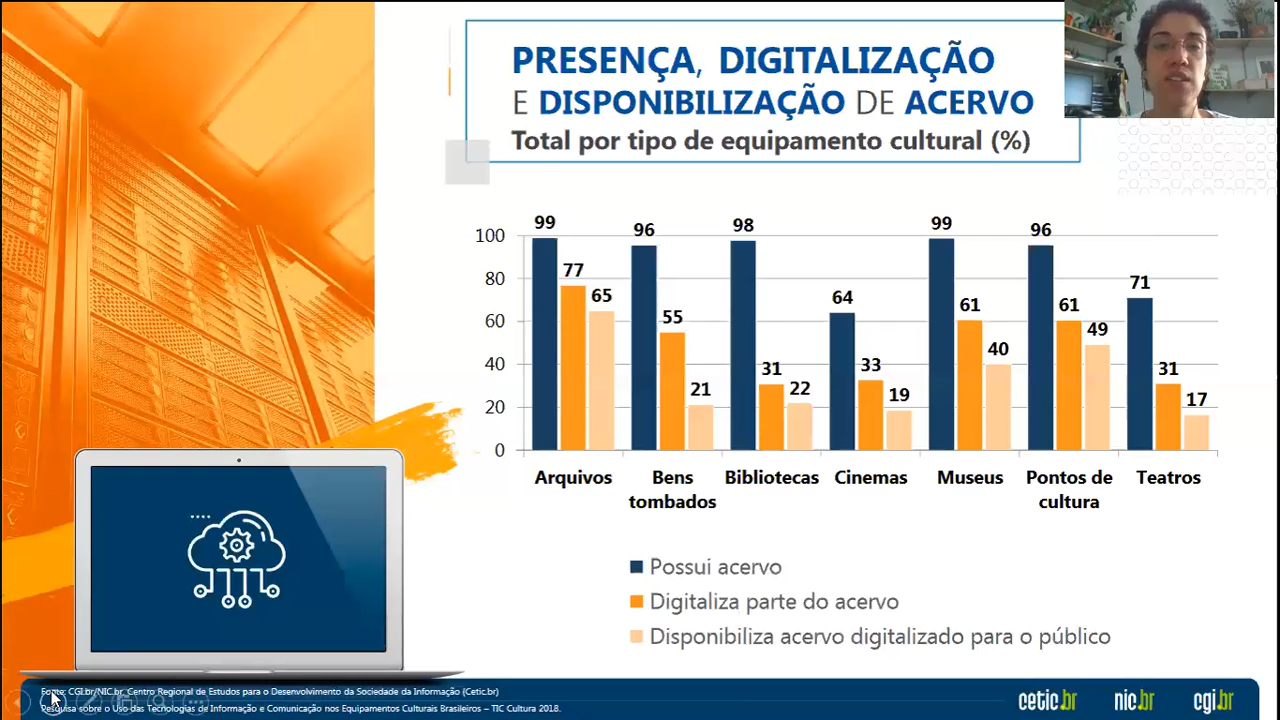 PRESENÇA, DIGITALIZAÇÃO
E DISPONIBILIZAÇÃO DE ACERVO
Total por tipo de equipamento cultural (%)
100
80
60
40
20
0
99 77 65
96 55 21
98 31 22
64 33 19
99 61 40
96 61 49
71 31 17
Arquivos
Bens
tombados
Bibliotecas
Cinemas
Museus
Pontos de
cultura
Teatros
Possui acervo
Digitaliza parte do acervo
Disponibiliza acervo digitalizado para o público
Fonte: CGI.br/NIC.br, Centro Regional de Estudos para o Desenvolvimento da Sociedade da Informação (Cetic.br)
Pesquisa sobre o Uso das Tecnologias de Informação e Comunicação nos Equipamentos Culturais Brasileiros – TIC Cultura 2018.
cetic.br nic.br cgi.br